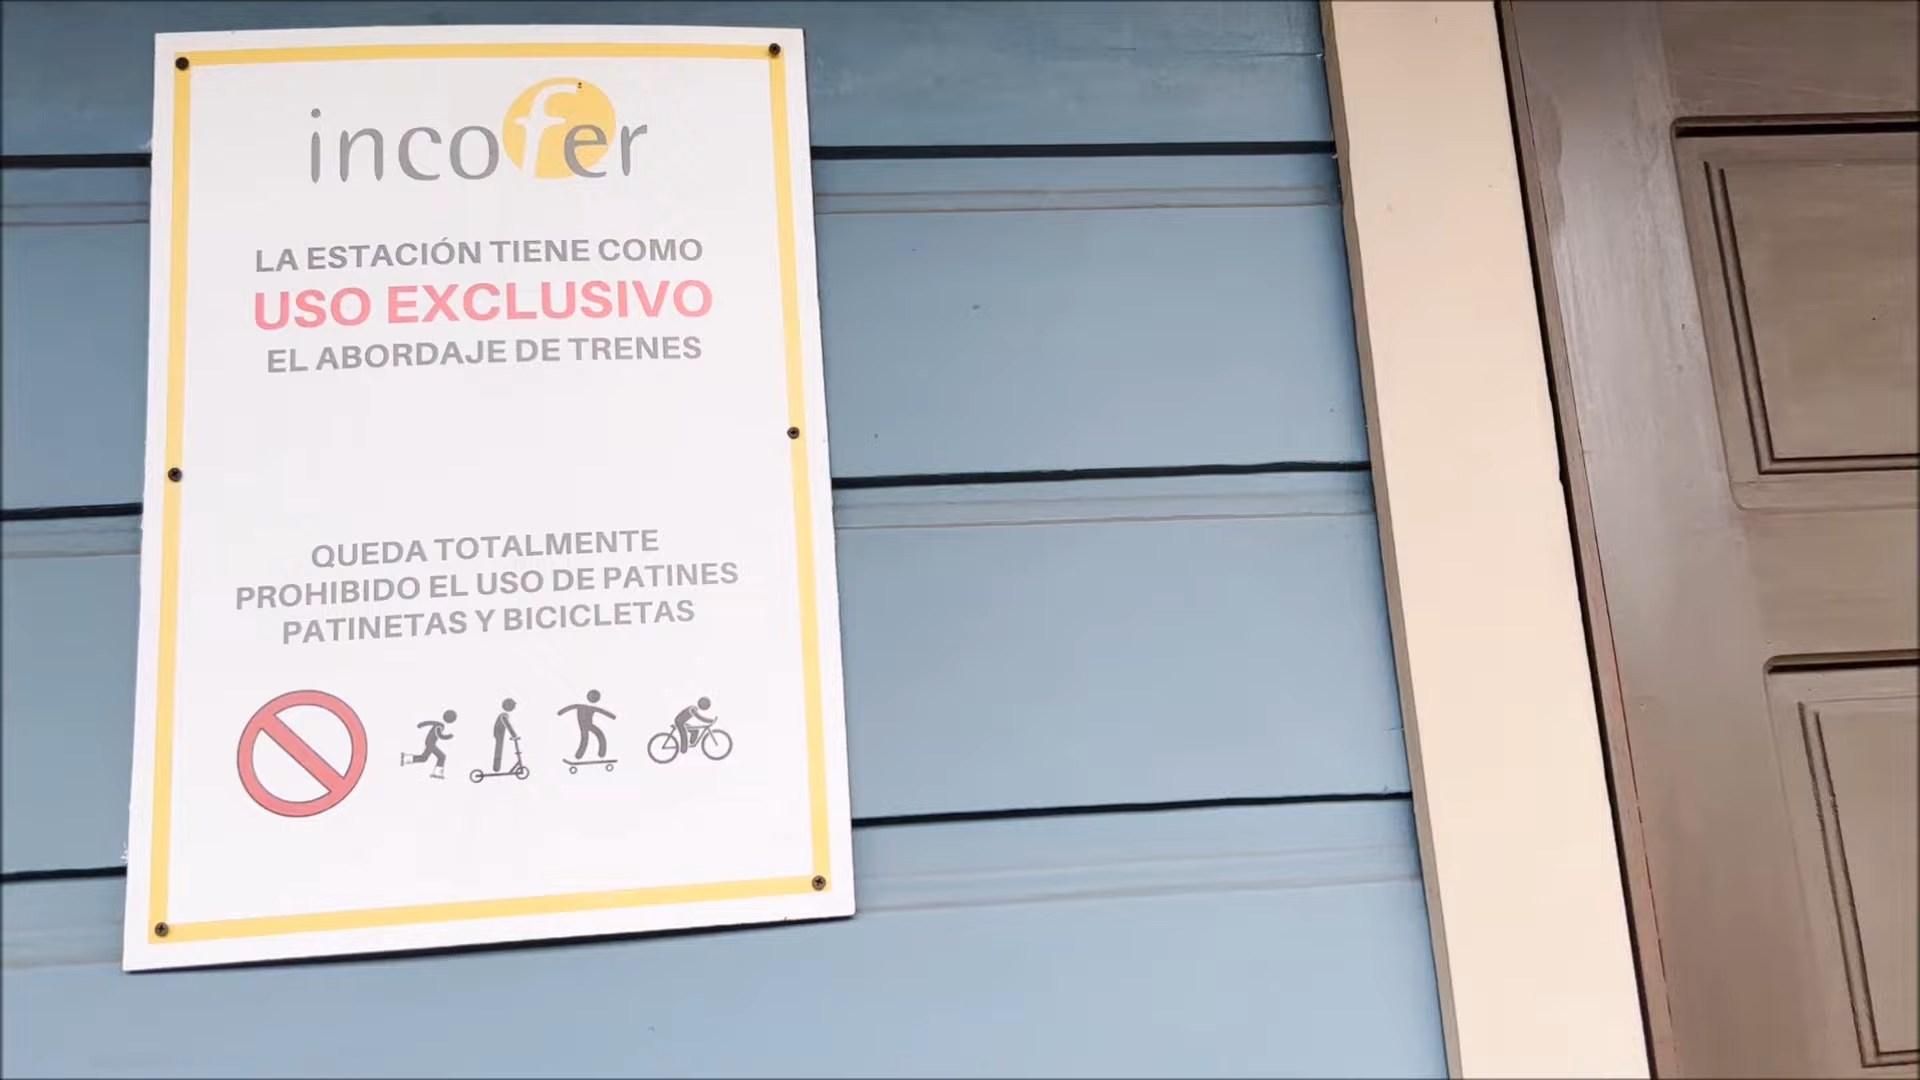 incofer
LA ESTACIÓN TIENE COMO
USO EXCLUSIVO
EL ABORDAJE DE TRENES
QUEDA TOTALMENTE
PROHIBIDO EL USO DE PATINES
PATINETAS Y BICICLETAS